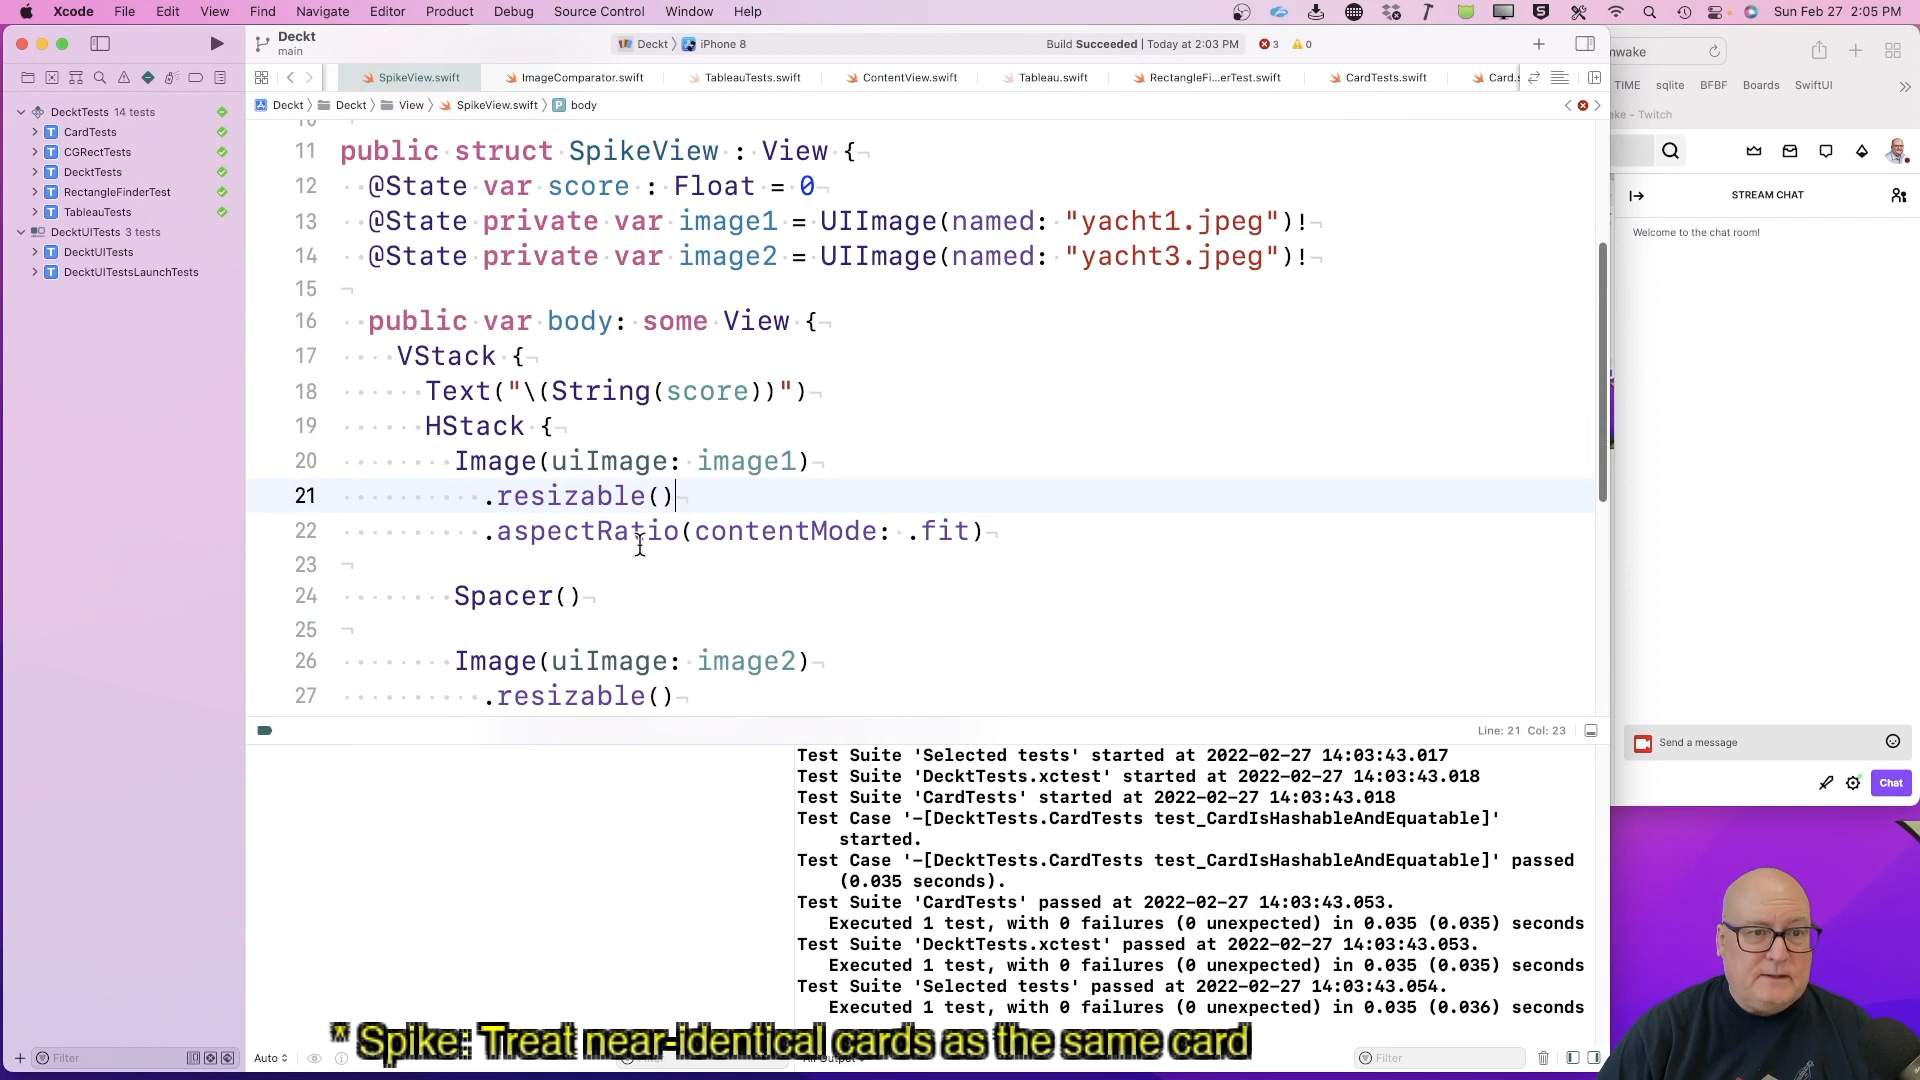 Xcode File Edit View Find Navigate Editor Product Debug Source Control Window Help Sun Feb 27 2:05 PM
Deckt
main
Deckt 〉 iPhone 8 Build Succeeded | Today at 2:03 PM 3 0
SpikeView.swift ImageComparator.swift TableauTests.swift ContentView.swift Tableau.swift RectangleFi...erTest.swift CardTests.swift Card.s
Deckt 〉 Deckt 〉 View 〉 SpikeView.swift 〉 P body
DecktTests 14 tests
T CardTests
T CGRectTests
T DecktTests
T RectangleFinderTest
T TableauTests
DecktUITests 3 tests
T DecktUITests
T DecktUITestsLaunchTests
11 public struct SpikeView : View {
12 @State var score : Float = 0
13 @State private var image1 = UIImage(named: "yacht1.jpeg")!
14 @State private var image2 = UIImage(named: "yacht3.jpeg")!
15
16 public var body: some View {
17 VStack {
18 Text("\(String(score))")
19 HStack {
20 Image(uiImage: image1)
21 .resizable()
22 .aspectRatio(contentMode: .fit)
23
24 Spacer()
25
26 Image(uiImage: image2)
27 .resizable()
Line: 21 Col: 23
Test Suite 'Selected tests' started at 2022-02-27 14:03:43.017
Test Suite 'DecktTests.xctest' started at 2022-02-27 14:03:43.018
Test Suite 'CardTests' started at 2022-02-27 14:03:43.018
Test Case '-[DecktTests.CardTests test_CardIsHashableAndEquatable]'
started.
Test Case '-[DecktTests.CardTests test_CardIsHashableAndEquatable]' passed
(0.035 seconds).
Test Suite 'CardTests' passed at 2022-02-27 14:03:43.053.
Executed 1 test, with 0 failures (0 unexpected) in 0.035 (0.035) seconds
Test Suite 'DecktTests.xctest' passed at 2022-02-27 14:03:43.053.
Executed 1 test, with 0 failures (0 unexpected) in 0.035 (0.035) seconds
Test Suite 'Selected tests' passed at 2022-02-27 14:03:43.054.
Executed 1 test, with 0 failures (0 unexpected) in 0.035 (0.036) seconds
* Spike: Treat near-identical cards as the same card
Filter Auto Filter
nwake
TIME sqlite BFBF Boards SwiftUI
ke - Twitch
STREAM CHAT
Welcome to the chat room!
Send a message
Chat